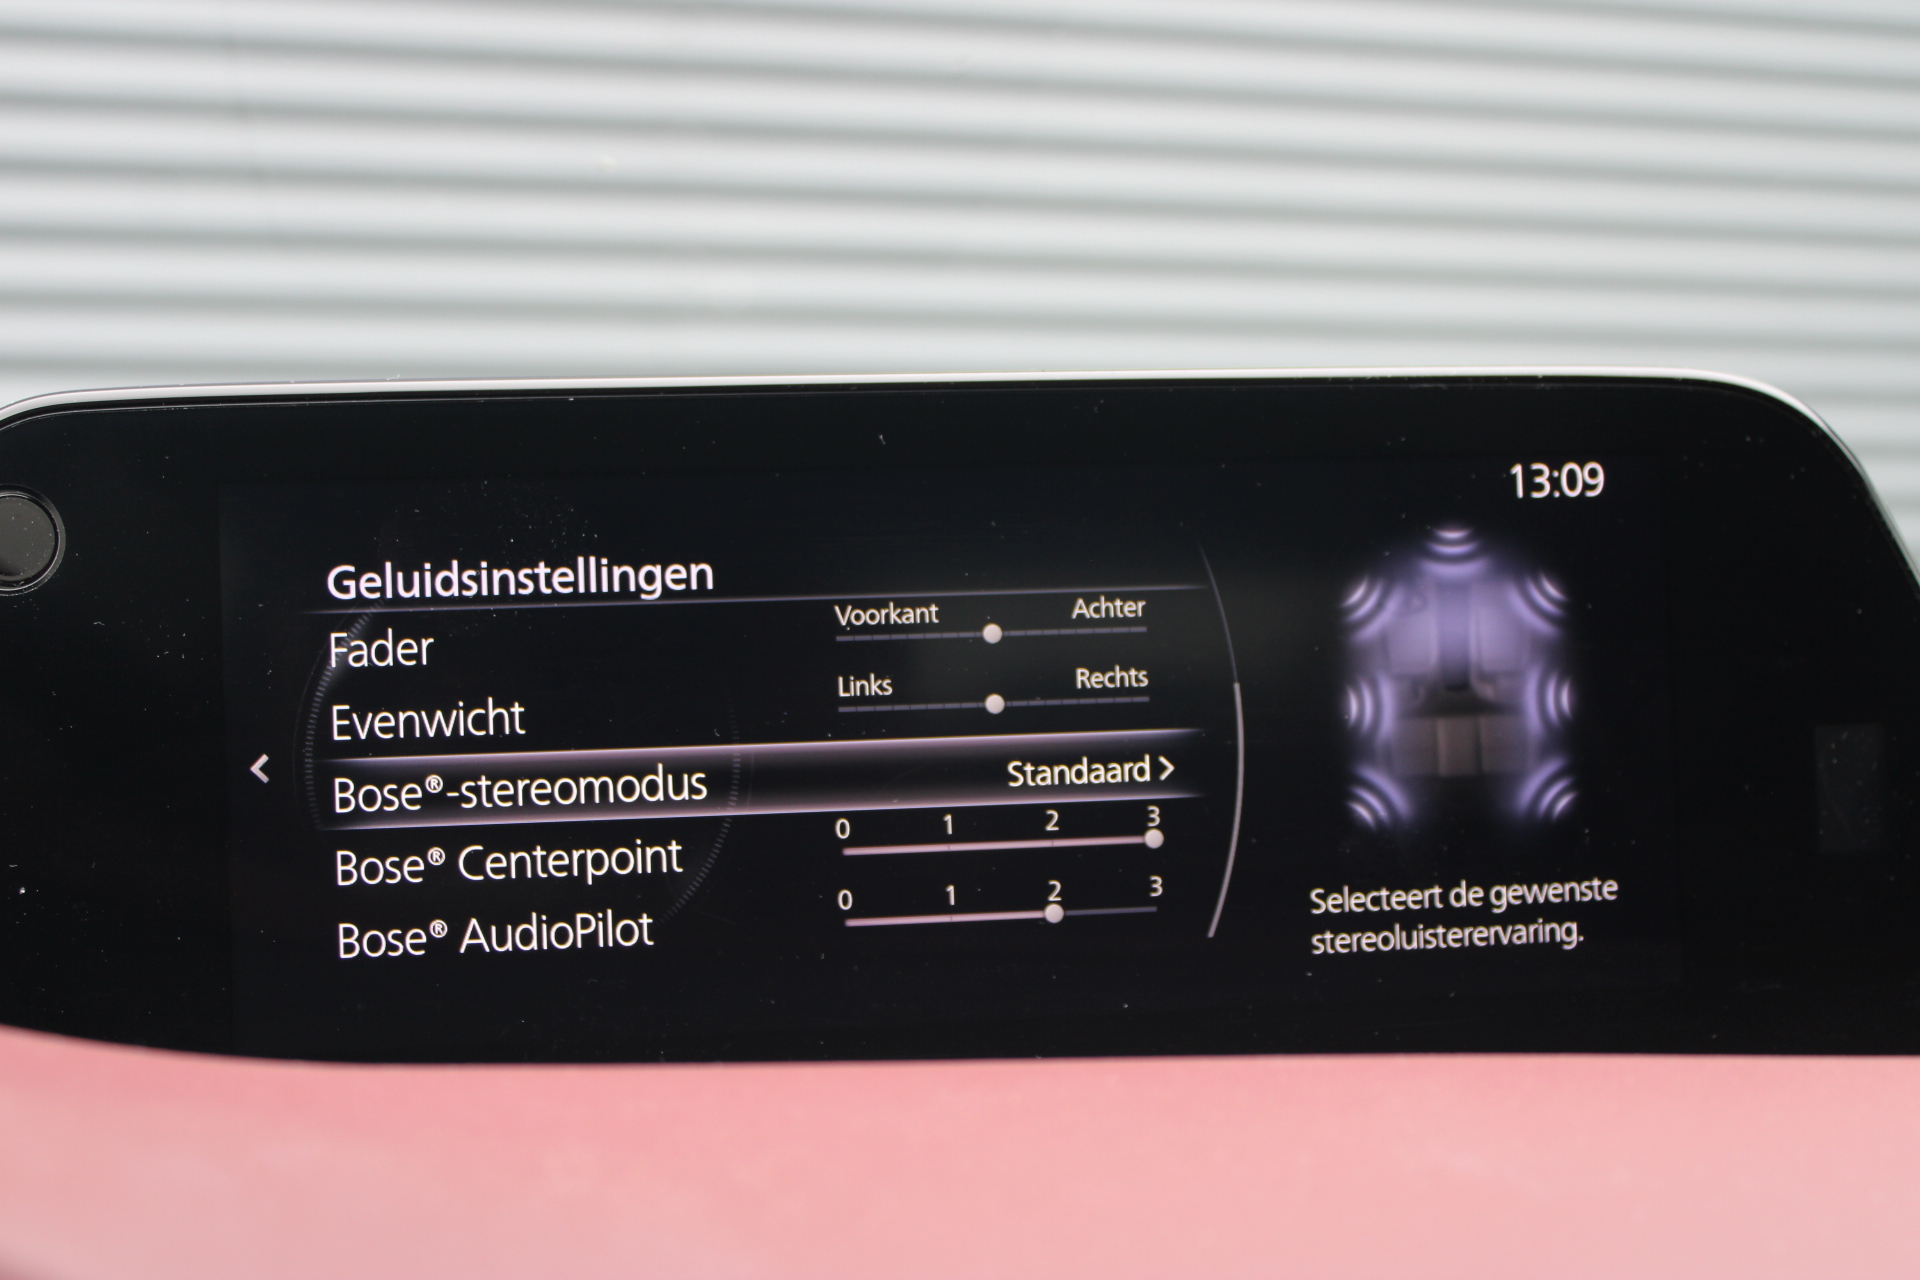 13:09
Geluidsinstellingen
Fader
Voorkant Achter
Evenwicht
Links Rechts
Bose®-stereomodus
Standaard >
Bose® Centerpoint
0 1 2 3
Bose® AudioPilot
0 1 2 3
Selecteert de gewenste
stereoluisterervaring.